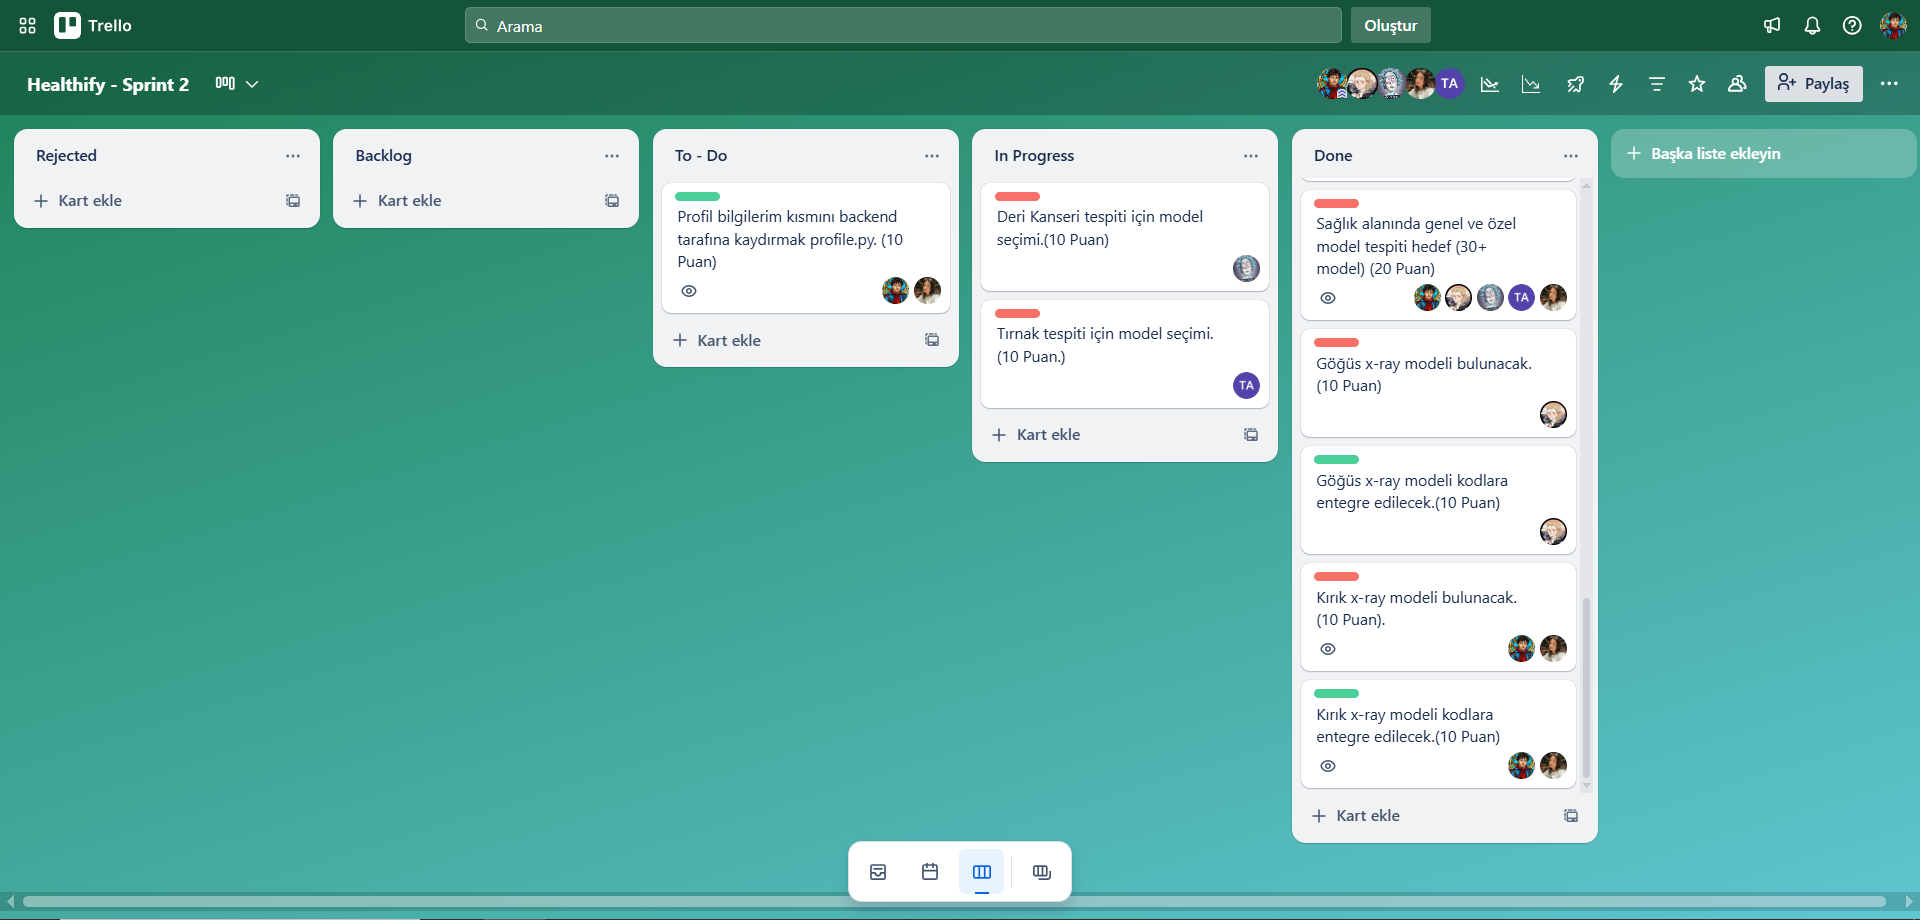 Trello
Arama
Oluştur
Healthify - Sprint 2
TA
Paylaş
Rejected
Kart ekle
Backlog
Kart ekle
To - Do
Profil bilgilerim kısmını backend
tarafına kaydırmak profile.py. (10
Puan)
Kart ekle
In Progress
Deri Kanseri tespiti için model
seçimi.(10 Puan)
Tırnak tespiti için model seçimi.
(10 Puan.)
TA
Kart ekle
Done
Sağlık alanında genel ve özel
model tespiti hedef (30+
model) (20 Puan)
TA
Göğüs x-ray modeli bulunacak.
(10 Puan)
Göğüs x-ray modeli kodlara
entegre edilecek.(10 Puan)
Kırık x-ray modeli bulunacak.
(10 Puan).
Kırık x-ray modeli kodlara
entegre edilecek.(10 Puan)
Kart ekle
Başka liste ekleyin